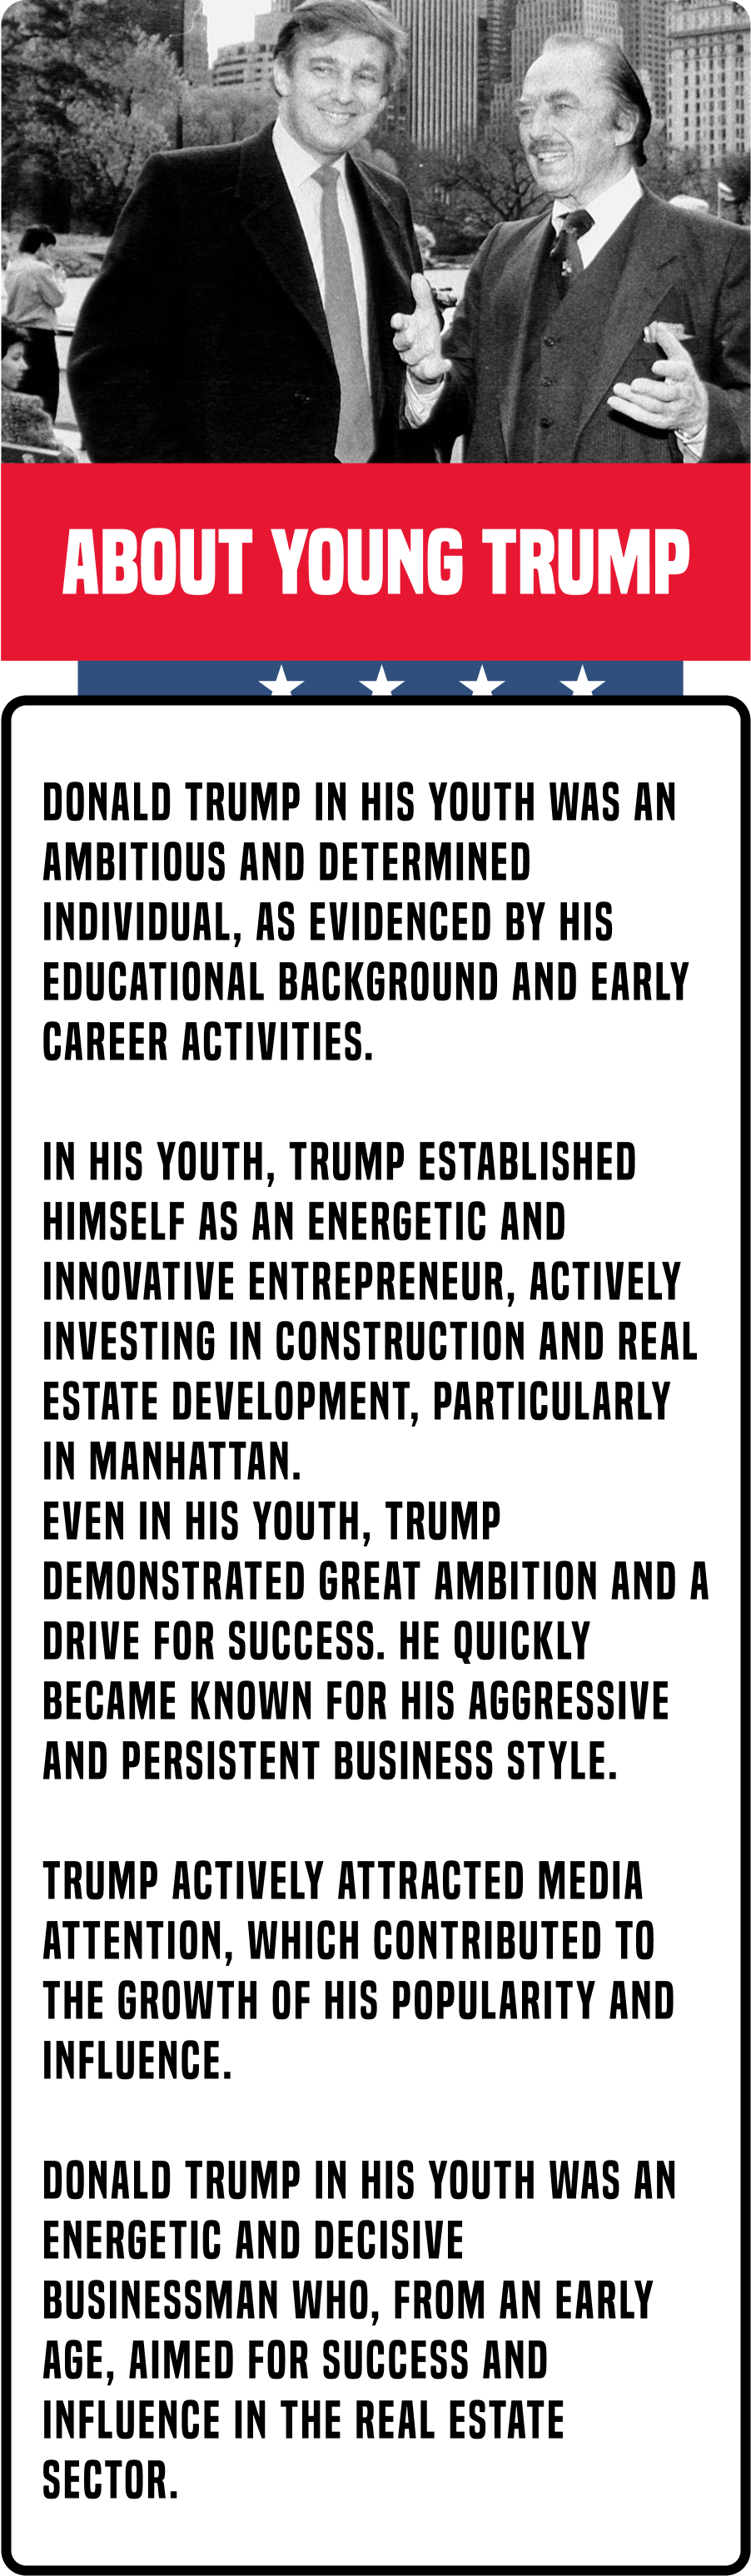 ABOUT YOUNG TRUMP
DONALD TRUMP IN HIS YOUTH WAS AN
AMBITIOUS AND DETERMINED
INDIVIDUAL, AS EVIDENCED BY HIS
EDUCATIONAL BACKGROUND AND EARLY
CAREER ACTIVITIES.
IN HIS YOUTH, TRUMP ESTABLISHED
HIMSELF AS AN ENERGETIC AND
INNOVATIVE ENTREPRENEUR, ACTIVELY
INVESTING IN CONSTRUCTION AND REAL
ESTATE DEVELOPMENT, PARTICULARLY
IN MANHATTAN.
EVEN IN HIS YOUTH, TRUMP
DEMONSTRATED GREAT AMBITION AND A
DRIVE FOR SUCCESS. HE QUICKLY
BECAME KNOWN FOR HIS AGGRESSIVE
AND PERSISTENT BUSINESS STYLE.
TRUMP ACTIVELY ATTRACTED MEDIA
ATTENTION, WHICH CONTRIBUTED TO
THE GROWTH OF HIS POPULARITY AND
INFLUENCE.
DONALD TRUMP IN HIS YOUTH WAS AN
ENERGETIC AND DECISIVE
BUSINESSMAN WHO, FROM AN EARLY
AGE, AIMED FOR SUCCESS AND
INFLUENCE IN THE REAL ESTATE
SECTOR.